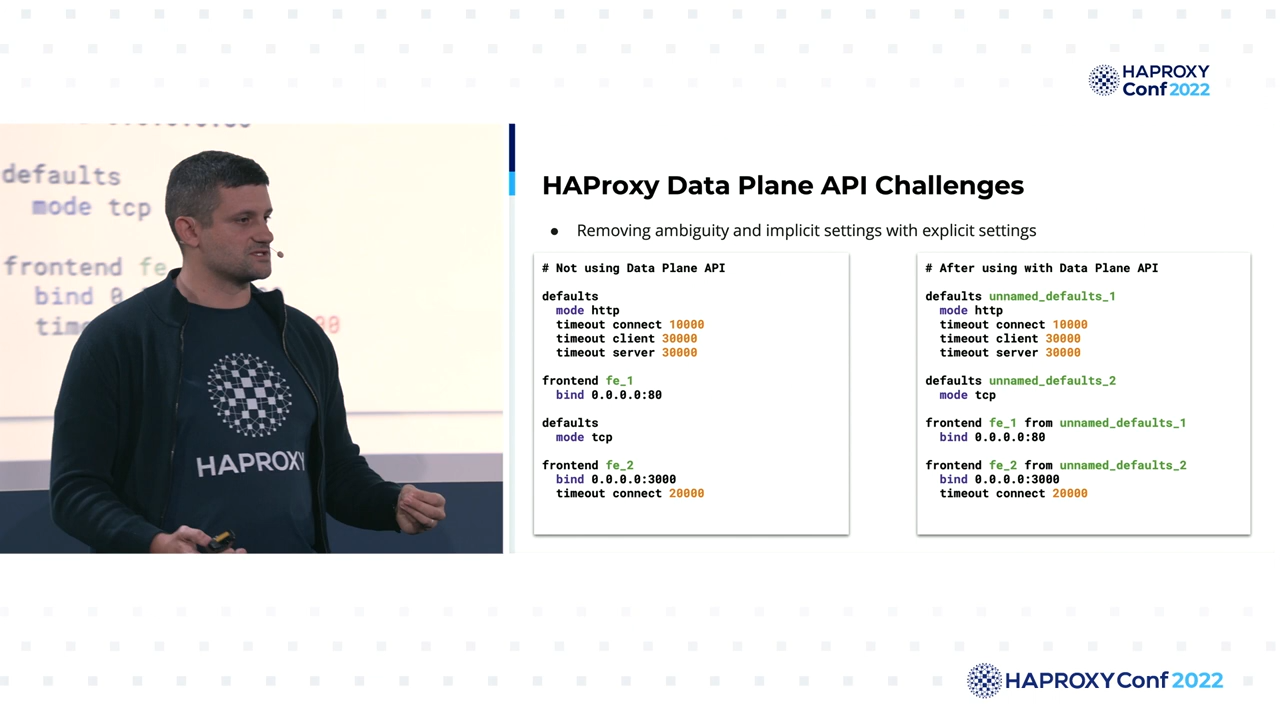 HAPROXY
Conf 2022
defaults
mode tcp
frontend fe
bind 0
HAPROXY
HAProxy Data Plane API Challenges
● Removing ambiguity and implicit settings with explicit settings
# Not using Data Plane API
defaults
mode http
timeout connect 10000
timeout client 30000
timeout server 30000
frontend fe_1
bind 0.0.0.0:80
defaults
mode tcp
frontend fe_2
bind 0.0.0.0:3000
timeout connect 20000
# After using with Data Plane API
defaults unnamed_defaults_1
mode http
timeout connect 10000
timeout client 30000
timeout server 30000
defaults unnamed_defaults_2
mode tcp
frontend fe_1 from unnamed_defaults_1
bind 0.0.0.0:80
frontend fe_2 from unnamed_defaults_2
bind 0.0.0.0:3000
timeout connect 20000
HAPROXY Conf 2022